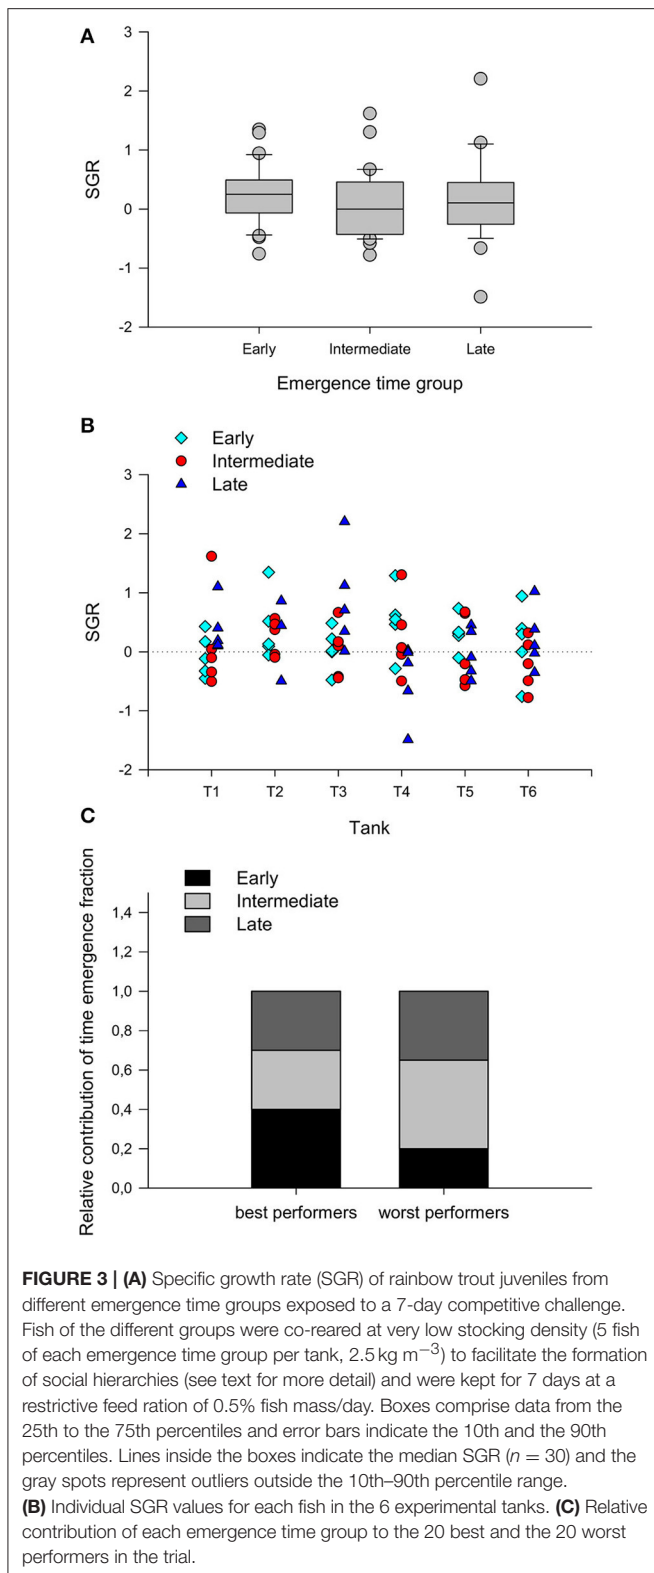 A
3
2
1
0
-1
-2
SGR
Early
Intermediate
Late
Emergence time group
B
Early
Intermediate
Late
3
2
1
0
-1
-2
SGR
T1
T2
T3
T4
T5
T6
Tank
C
Early
Intermediate
Late
1,4
1,2
1,0
0,8
0,6
0,4
0,2
0,0
Relative contribution of time emergence fraction
best performers
worst performers
FIGURE 3 | (A) Specific growth rate (SGR) of rainbow trout juveniles from
different emergence time groups exposed to a 7-day competitive challenge.
Fish of the different groups were co-reared at very low stocking density (5 fish
of each emergence time group per tank, 2.5 kg m−3) to facilitate the formation
of social hierarchies (see text for more detail) and were kept for 7 days at a
restrictive feed ration of 0.5% fish mass/day. Boxes comprise data from the
25th to the 75th percentiles and error bars indicate the 10th and the 90th
percentiles. Lines inside the boxes indicate the median SGR (n = 30) and the
gray spots represent outliers outside the 10th–90th percentile range.
(B) Individual SGR values for each fish in the 6 experimental tanks. (C) Relative
contribution of each emergence time group to the 20 best and the 20 worst
performers in the trial.